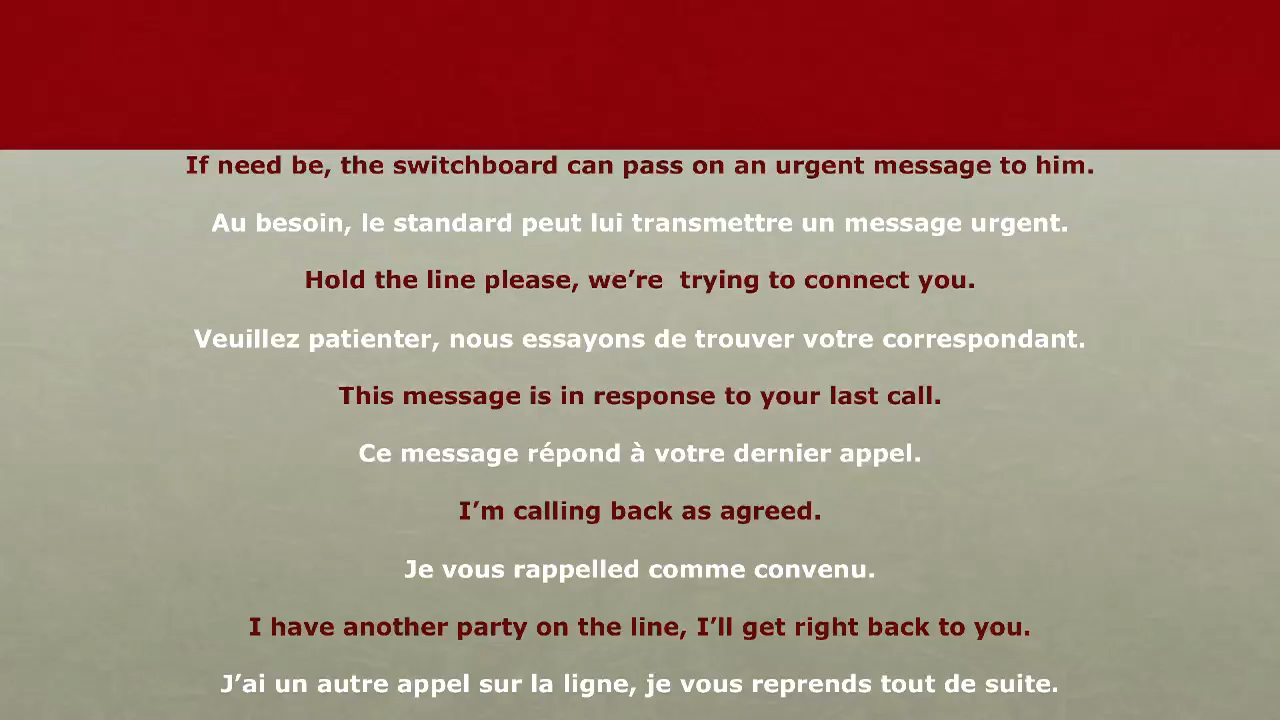 If need be, the switchboard can pass on an urgent message to him.
Au besoin, le standard peut lui transmettre un message urgent.
Hold the line please, we’re  trying to connect you.
Veuillez patienter, nous essayons de trouver votre correspondant.
This message is in response to your last call.
Ce message répond à votre dernier appel.
I’m calling back as agreed.
Je vous rappelled comme convenu.
I have another party on the line, I’ll get right back to you.
J’ai un autre appel sur la ligne, je vous reprends tout de suite.